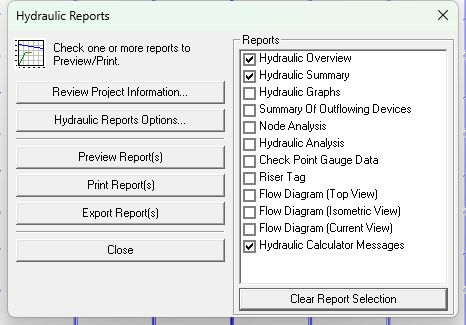 Hydraulic Reports
Check one or more reports to
Preview/Print.
Review Project Information...
Hydraulic Reports Options...
Preview Report(s)
Print Report(s)
Export Report(s)
Close
Reports
Hydraulic Overview
Hydraulic Summary
Hydraulic Graphs
Summary Of Outflowing Devices
Node Analysis
Hydraulic Analysis
Check Point Gauge Data
Riser Tag
Flow Diagram (Top View)
Flow Diagram (Isometric View)
Flow Diagram (Current View)
Hydraulic Calculator Messages
Clear Report Selection